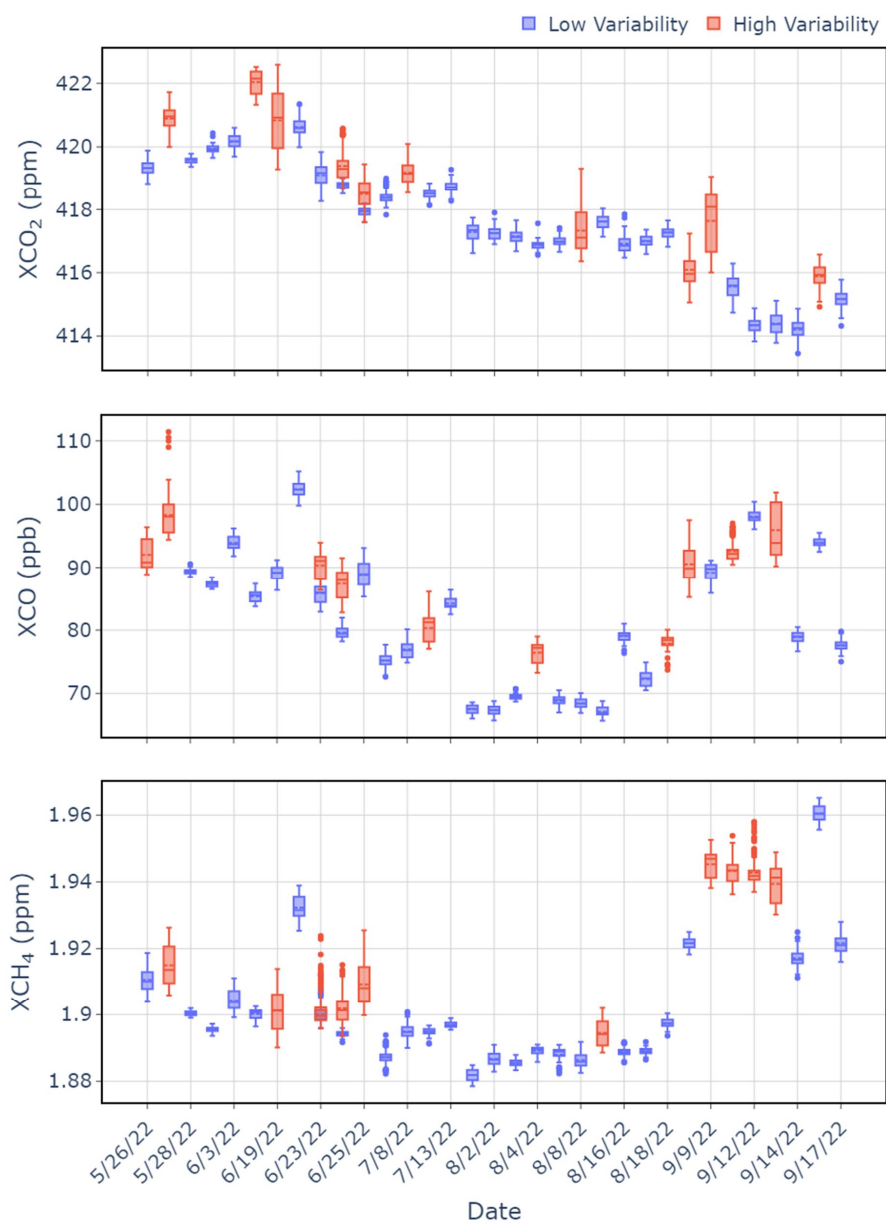 Low Variability High Variability
XCO₂ (ppm)
422
420
418
416
414
XCO (ppb)
110
100
90
80
70
XCH₄ (ppm)
1.96
1.94
1.92
1.9
1.88
5/26/22 5/28/22 6/3/22 6/19/22 6/23/22 6/25/22 7/8/22 7/13/22 8/2/22 8/4/22 8/8/22 8/16/22 8/18/22 9/9/22 9/12/22 9/14/22 9/17/22
Date